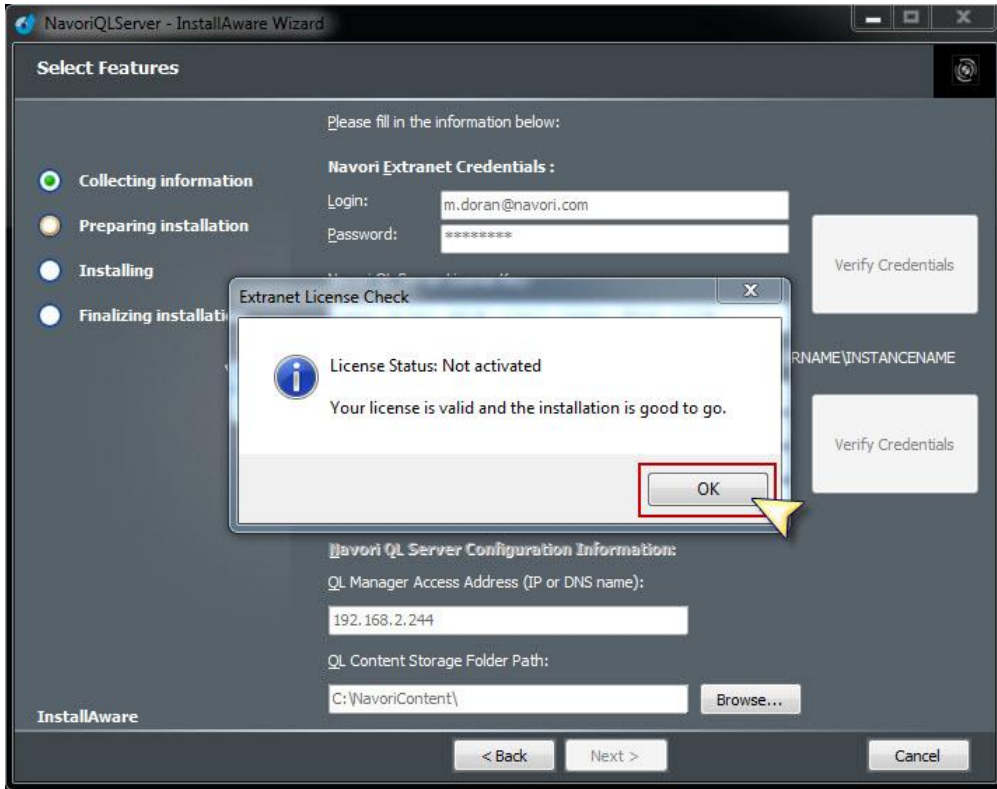 NavoriQLServer - InstallAware Wizard
Select Features
Please fill in the information below:
Navori Extranet Credentials :
Collecting information
Login:
m.doran@navori.com
Preparing installation
Password:
********
Verify Credentials
Installing
Extranet License Check
Finalizing installati
License Status: Not activated
RNAME\INSTANCENAME
Your license is valid and the installation is good to go.
Verify Credentials
OK
Navori QL Server Configuration Information:
QL Manager Access Address (IP or DNS name):
192.168.2.244
QL Content Storage Folder Path:
C:\NavoriContent\
Browse...
InstallAware
< Back
Next >
Cancel